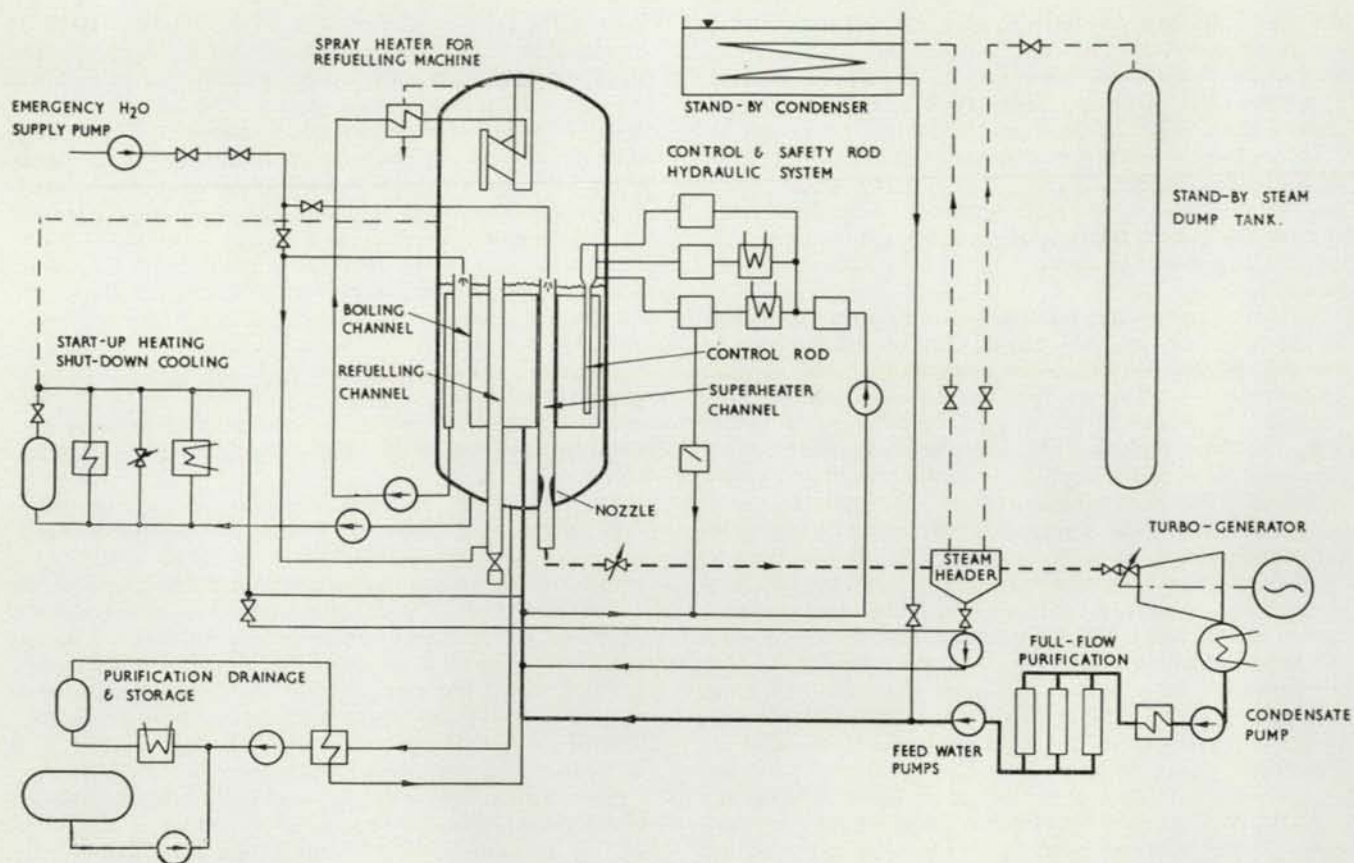 SPRAY HEATER FOR
REFUELLING MACHINE
EMERGENCY H2O
SUPPLY PUMP
STAND-BY CONDENSER
CONTROL & SAFETY ROD
HYDRAULIC SYSTEM
STAND-BY STEAM
DUMP TANK.
BOILING
CHANNEL
START-UP HEATING
SHUT-DOWN COOLING
REFUELLING
CHANNEL
CONTROL ROD
SUPERHEATER
CHANNEL
NOZZLE
TURBO-GENERATOR
STEAM
HEADER
FULL-FLOW
PURIFICATION
PURIFICATION DRAINAGE
& STORAGE
FEED WATER
PUMPS
CONDENSATE
PUMP